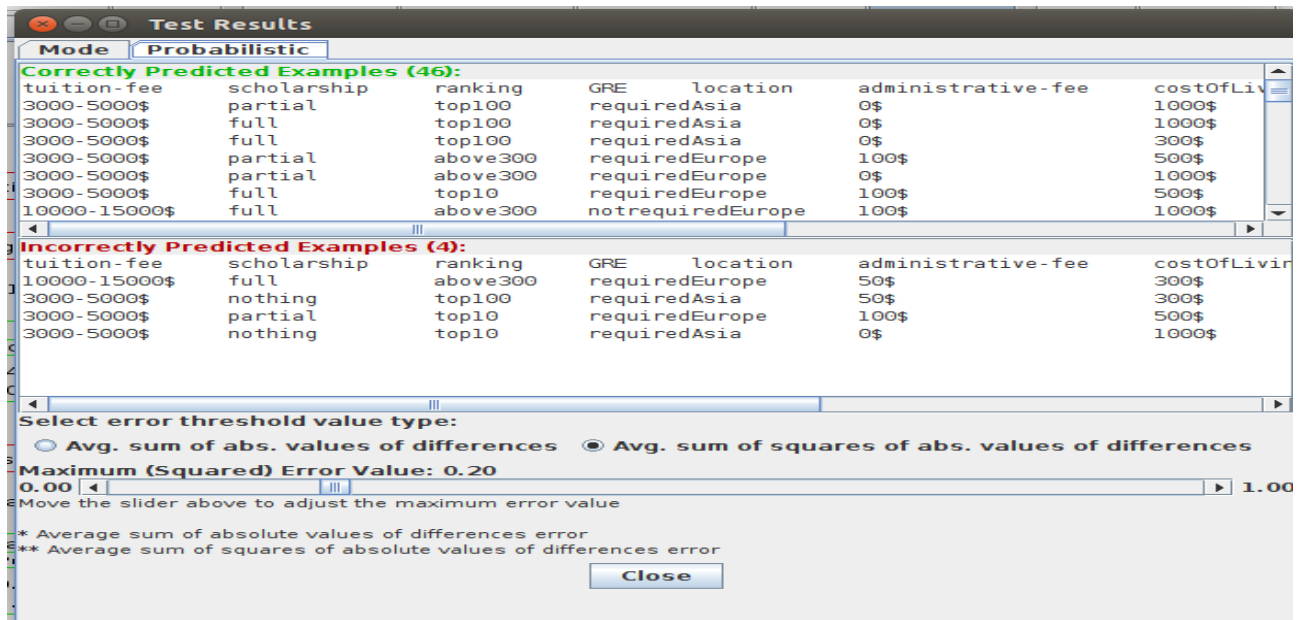 Test Results
Mode Probabilistic
Correctly Predicted Examples (46):
tuition-fee scholarship ranking GRE location administrative-fee costOfLiv
3000-5000$ partial top100 requiredAsia 0$ 1000$
3000-5000$ full top100 requiredAsia 0$ 1000$
3000-5000$ full top100 requiredAsia 0$ 300$
3000-5000$ partial above300 requiredEurope 100$ 500$
3000-5000$ partial above300 requiredEurope 0$ 1000$
3000-5000$ full top10 requiredEurope 100$ 500$
10000-15000$ full above300 notrequiredEurope 100$ 1000$
Incorrectly Predicted Examples (4):
tuition-fee scholarship ranking GRE location administrative-fee costOfLivin
10000-15000$ full above300 requiredEurope 50$ 300$
3000-5000$ nothing top100 requiredAsia 50$ 300$
3000-5000$ partial top10 requiredEurope 100$ 500$
3000-5000$ nothing top10 requiredAsia 0$ 1000$
Select error threshold value type:
Avg. sum of abs. values of differences Avg. sum of squares of abs. values of differences
Maximum (Squared) Error Value: 0.20
0.00 1.00
Move the slider above to adjust the maximum error value
* Average sum of absolute values of differences error
** Average sum of squares of absolute values of differences error
Close